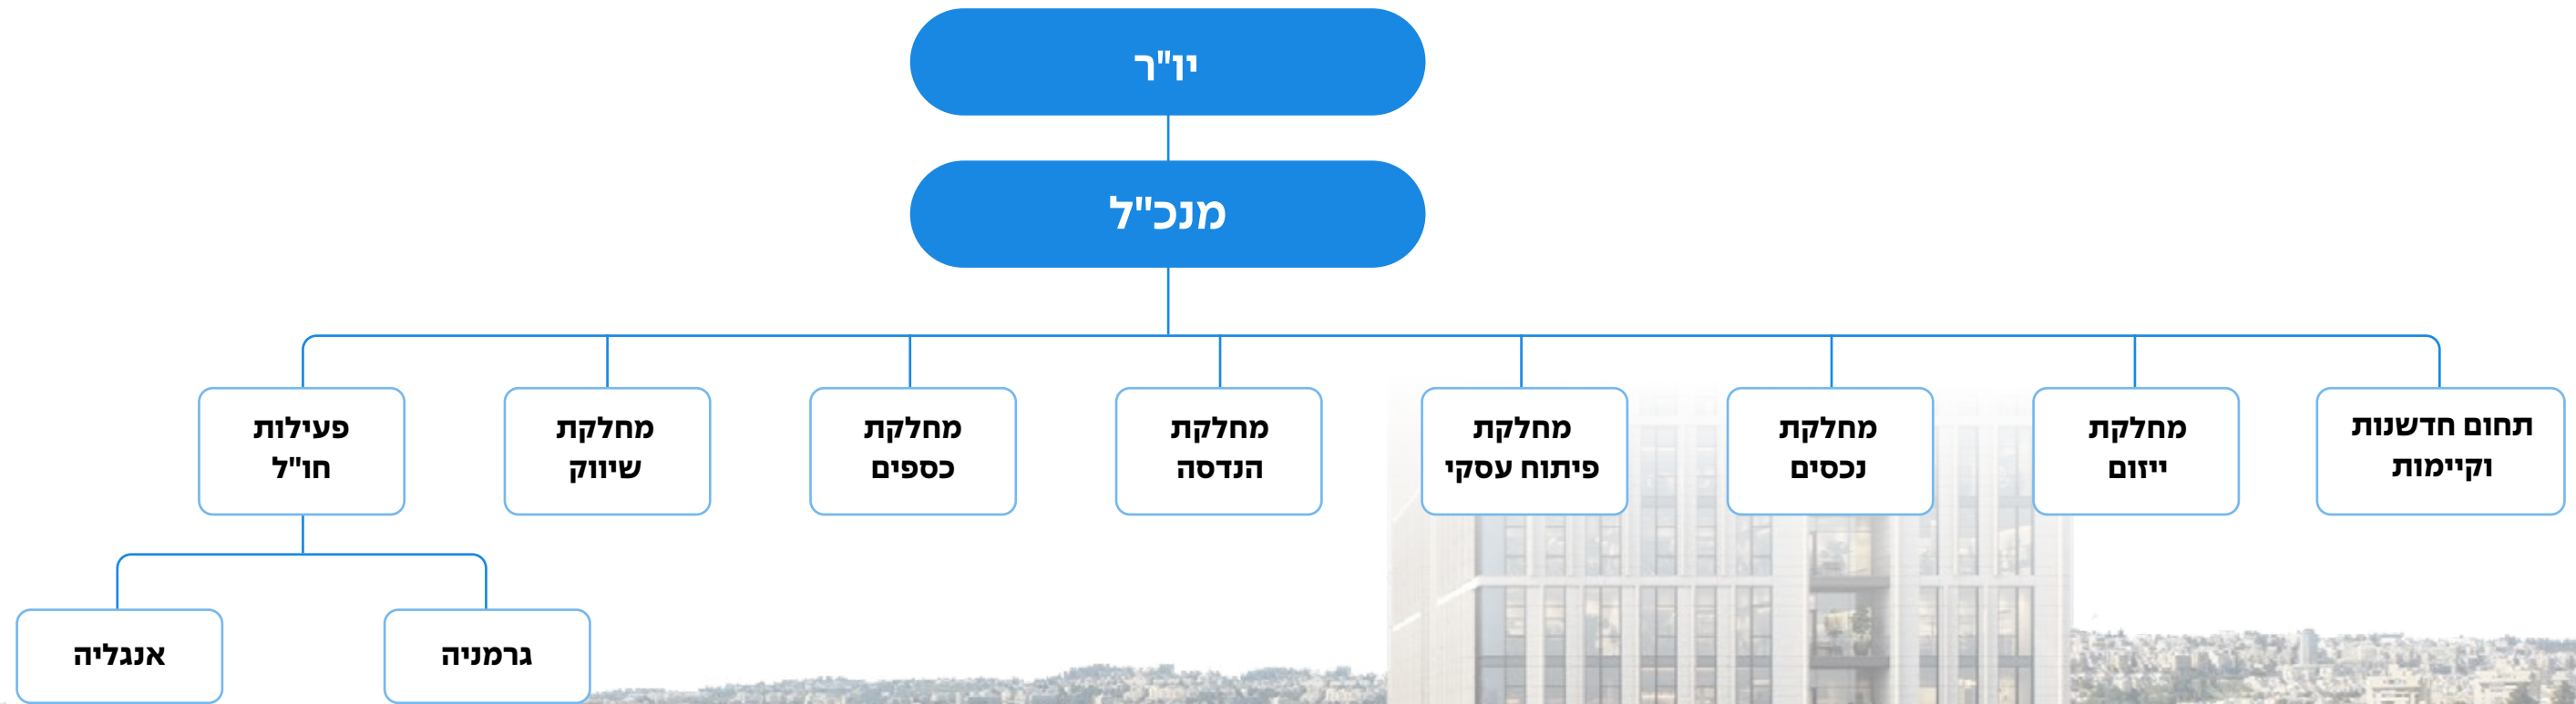 יו"ר
מנכ"ל
תחום חדשנות
וקיימות
מחלקת
ייזום
מחלקת
נכסים
מחלקת
פיתוח עסקי
מחלקת
הנדסה
מחלקת
כספים
מחלקת
שיווק
פעילות
חו"ל
גרמניה
אנגליה